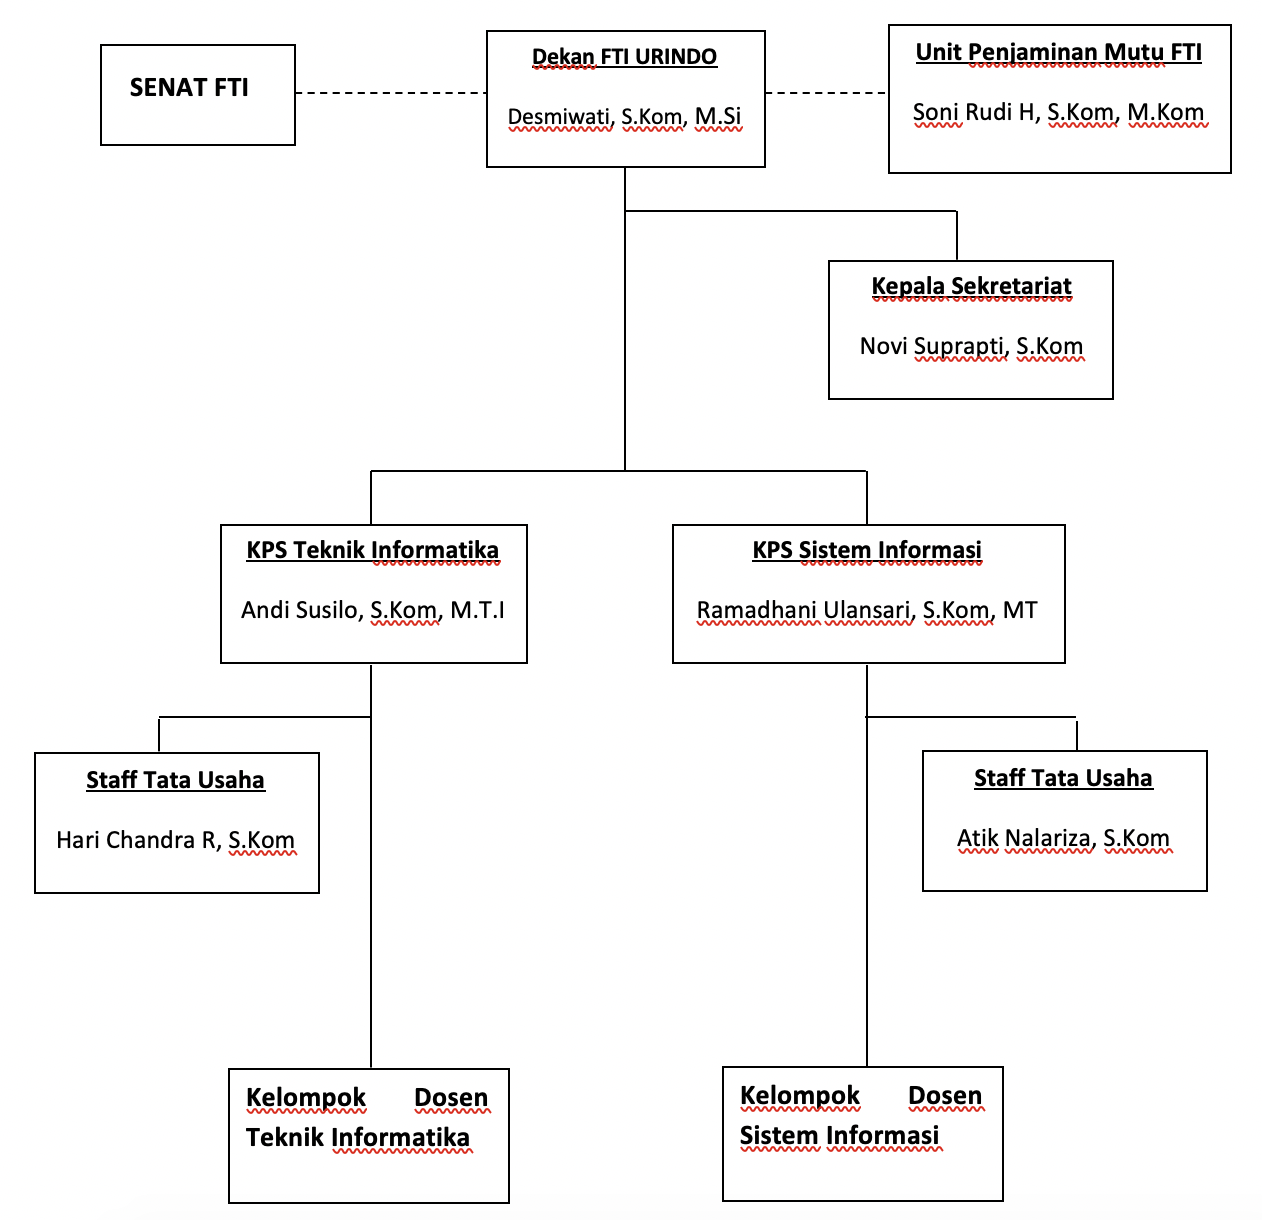 SENAT FTI
Dekan FTI URINDO
Desmiwati, S.Kom, M.Si
Unit Penjaminan Mutu FTI
Soni Rudi H, S.Kom, M.Kom
Kepala Sekretariat
Novi Suprapti, S.Kom
KPS Teknik Informatika
Andi Susilo, S.Kom, M.T.I
KPS Sistem Informasi
Ramadhani Ulansari, S.Kom, MT
Staff Tata Usaha
Hari Chandra R, S.Kom
Staff Tata Usaha
Atik Nalariza, S.Kom
Kelompok Dosen
Teknik Informatika
Kelompok Dosen
Sistem Informasi